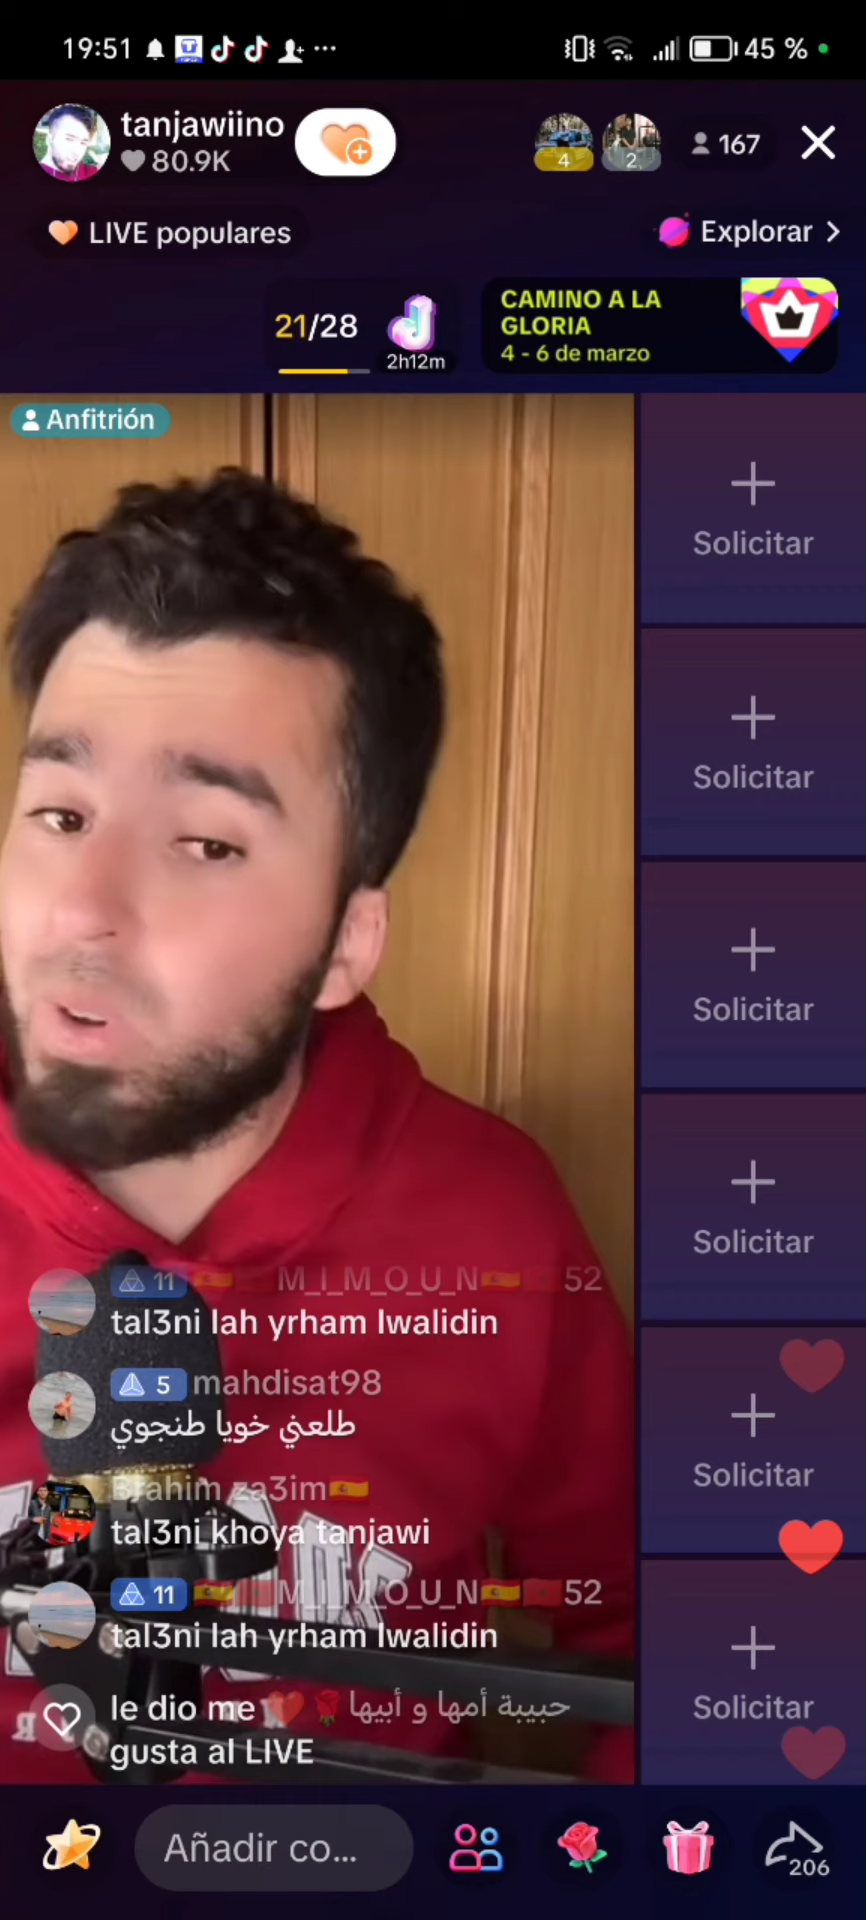 19:51
45 %
tanjawiino
80.9K
4
2
167
LIVE populares
Explorar
21/28
2h12m
CAMINO A LA
GLORIA
4 - 6 de marzo
Anfitrión
Solicitar
Solicitar
Solicitar
Solicitar
Solicitar
Solicitar
11 M_I_M_O_U_N 52
tal3ni lah yrham lwalidin
5 mahdisat98
طلعني خويا طنجوي
Brahim za3im
tal3ni khoya tanjawi
11 M_I_M_O_U_N 52
tal3ni lah yrham lwalidin
le dio me حبيبة أمها و أبيها
gusta al LIVE
Añadir co...
206